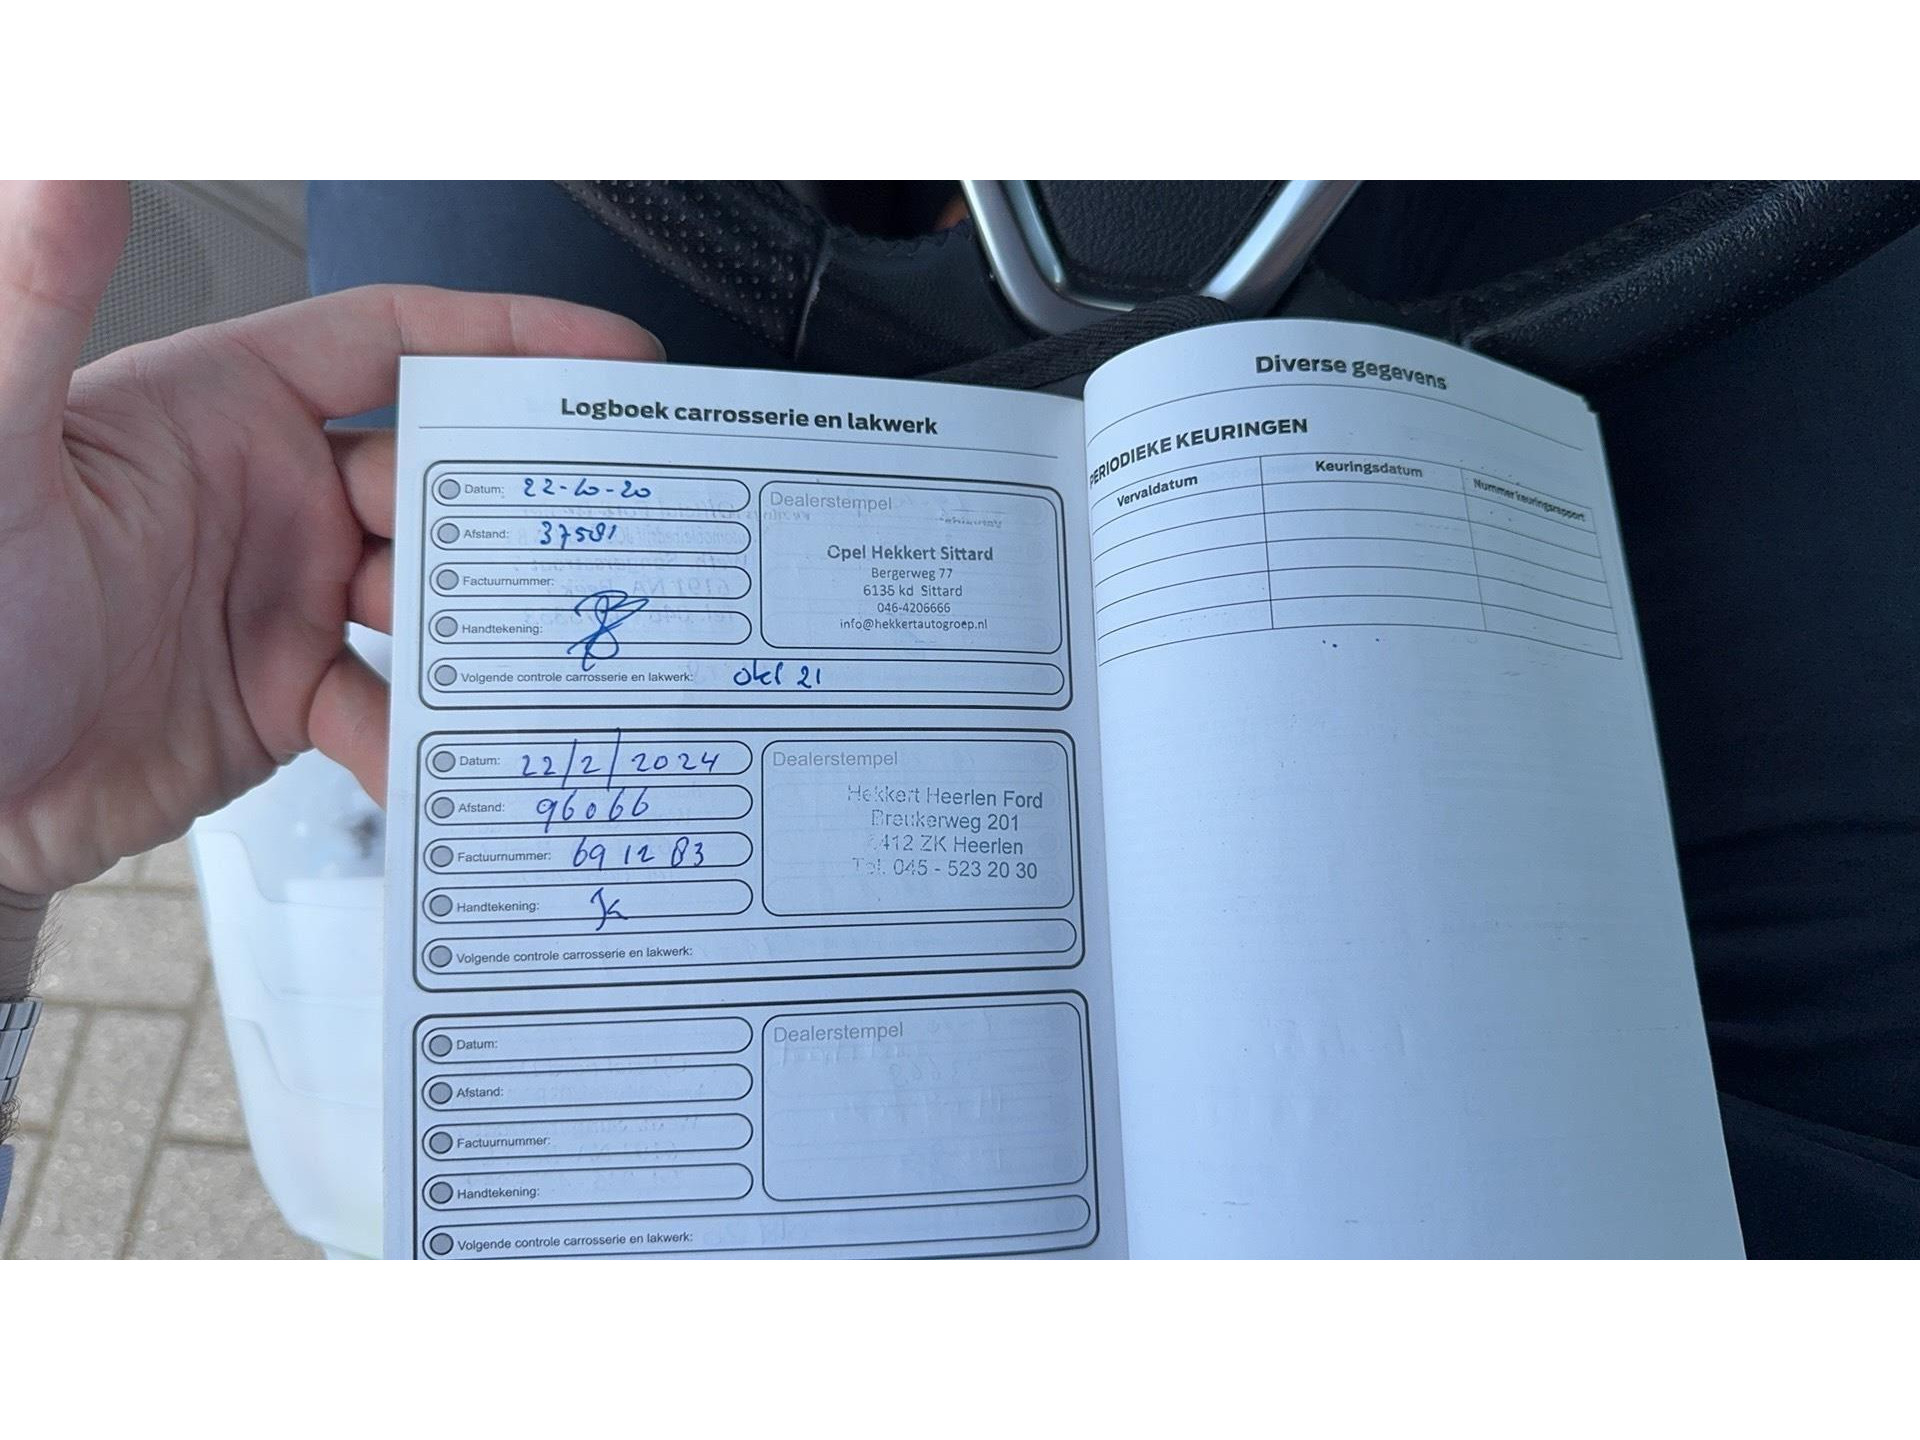 Logboek carrosserie en lakwerk
Datum: 22-10-20
Afstand: 37581
Factuurnummer:
Handtekening:
Volgende controle carrosserie en lakwerk: okt 21
Dealerstempel
Opel Hekkert Sittard
Bergerweg 77
6135 kd Sittard
046-4206666
info@hekkertautogroep.nl
Datum: 22/2/2024
Afstand: 96066
Factuurnummer: 691283
Handtekening:
Volgende controle carrosserie en lakwerk:
Dealerstempel
Hekkert Heerlen Ford
Breukerweg 201
6412 ZK Heerlen
Tel. 045 - 523 20 30
Datum:
Afstand:
Factuurnummer:
Handtekening:
Volgende controle carrosserie en lakwerk:
Dealerstempel
Diverse gegevens
PERIODIEKE KEURINGEN
Vervaldatum Keuringsdatum Nummer keuringsrapport